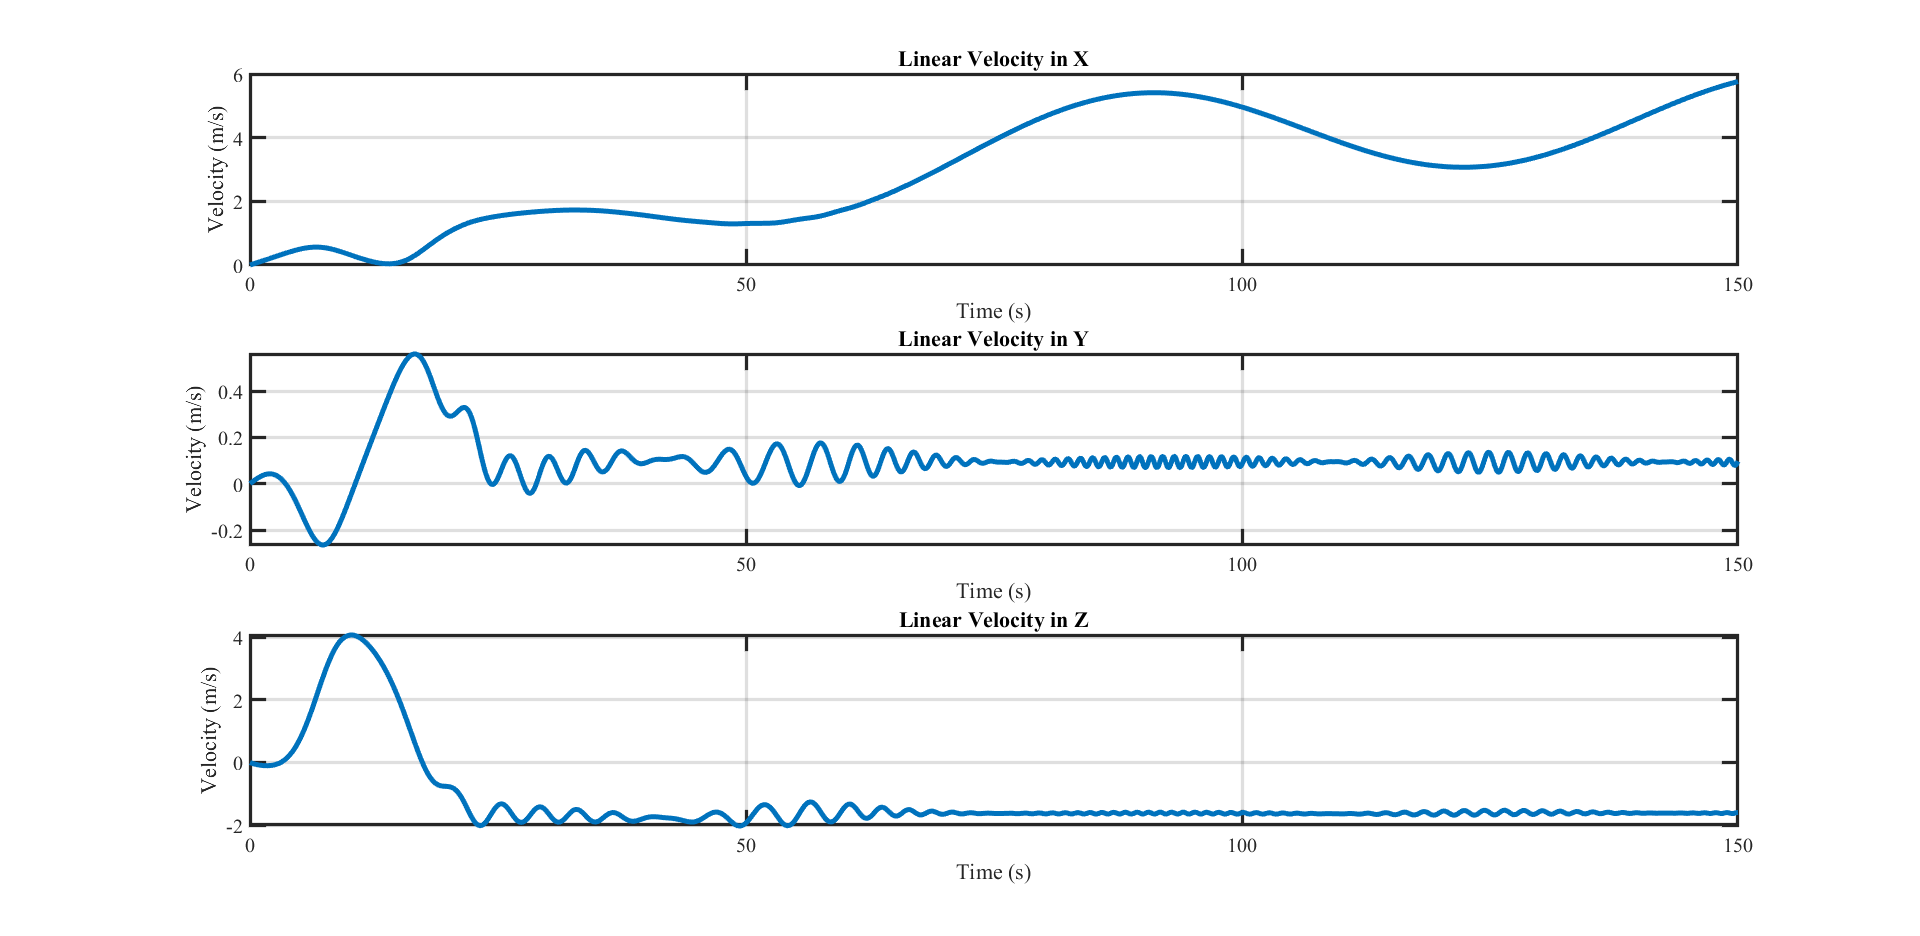 Linear Velocity in X
Velocity (m/s)
6
4
2
0
0 50 100 150
Time (s)
Linear Velocity in Y
Velocity (m/s)
0.4
0.2
0
-0.2
0 50 100 150
Time (s)
Linear Velocity in Z
Velocity (m/s)
4
2
0
-2
0 50 100 150
Time (s)